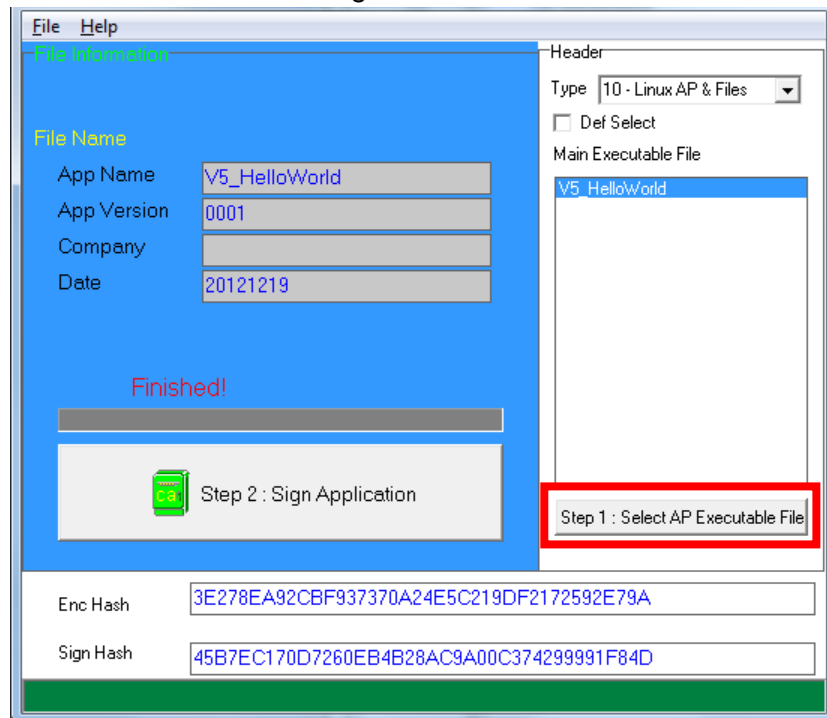 File Help
File Information
File Name
App Name V5_HelloWorld
App Version 0001
Company
Date 20121219
Finished!
Step 2 : Sign Application
Header
Type 10 - Linux AP & Files
Def Select
Main Executable File
V5_HelloWorld
Step 1 : Select AP Executable File
Enc Hash 3E278EA92CBF937370A24E5C219DF2172592E79A
Sign Hash 45B7EC170D7260EB4B28AC9A00C374299991F84D